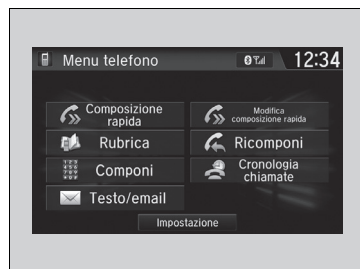 Menu telefono
12:34
Composizione
rapida
Modifica
composizione rapida
Rubrica
Ricomponi
Componi
Cronologia
chiamate
Testo/email
Impostazione